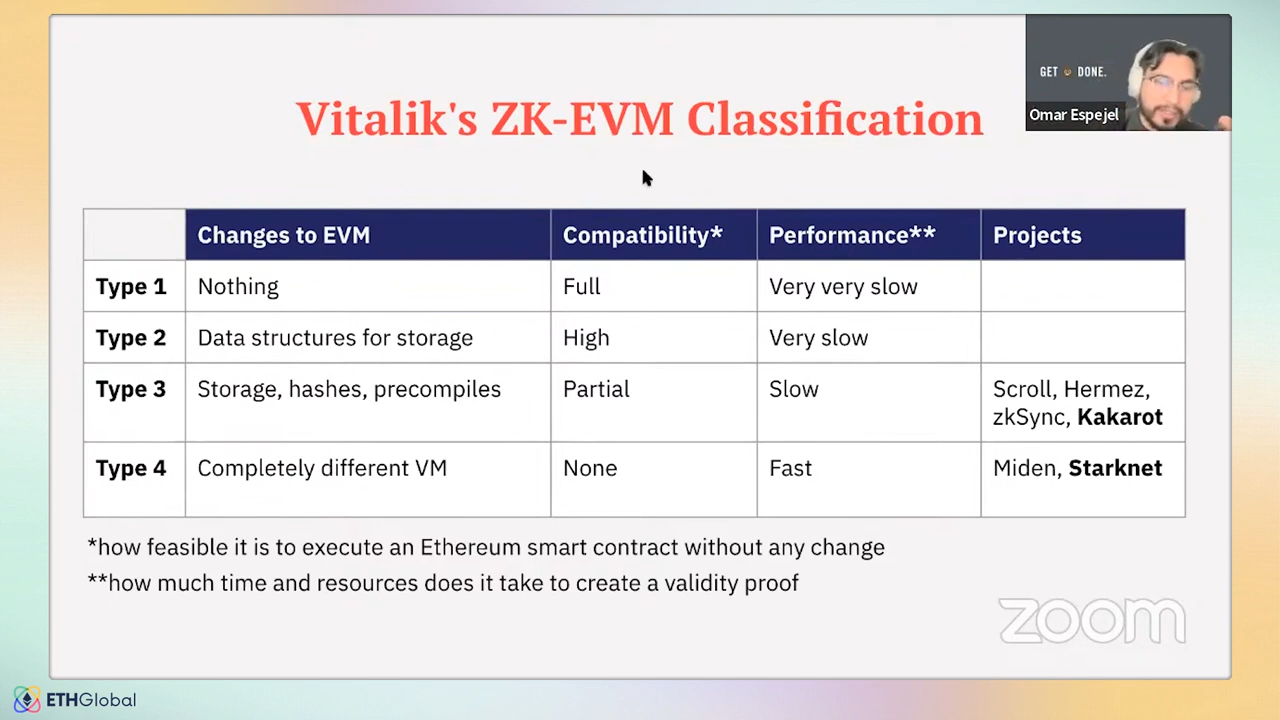 GET DONE.
Omar Espejel
Vitalik's ZK-EVM Classification
Changes to EVM Compatibility* Performance** Projects
Type 1 Nothing Full Very very slow
Type 2 Data structures for storage High Very slow
Type 3 Storage, hashes, precompiles Partial Slow Scroll, Hermez,
zkSync, Kakarot
Type 4 Completely different VM None Fast Miden, Starknet
*how feasible it is to execute an Ethereum smart contract without any change
**how much time and resources does it take to create a validity proof
zoom
ETHGlobal